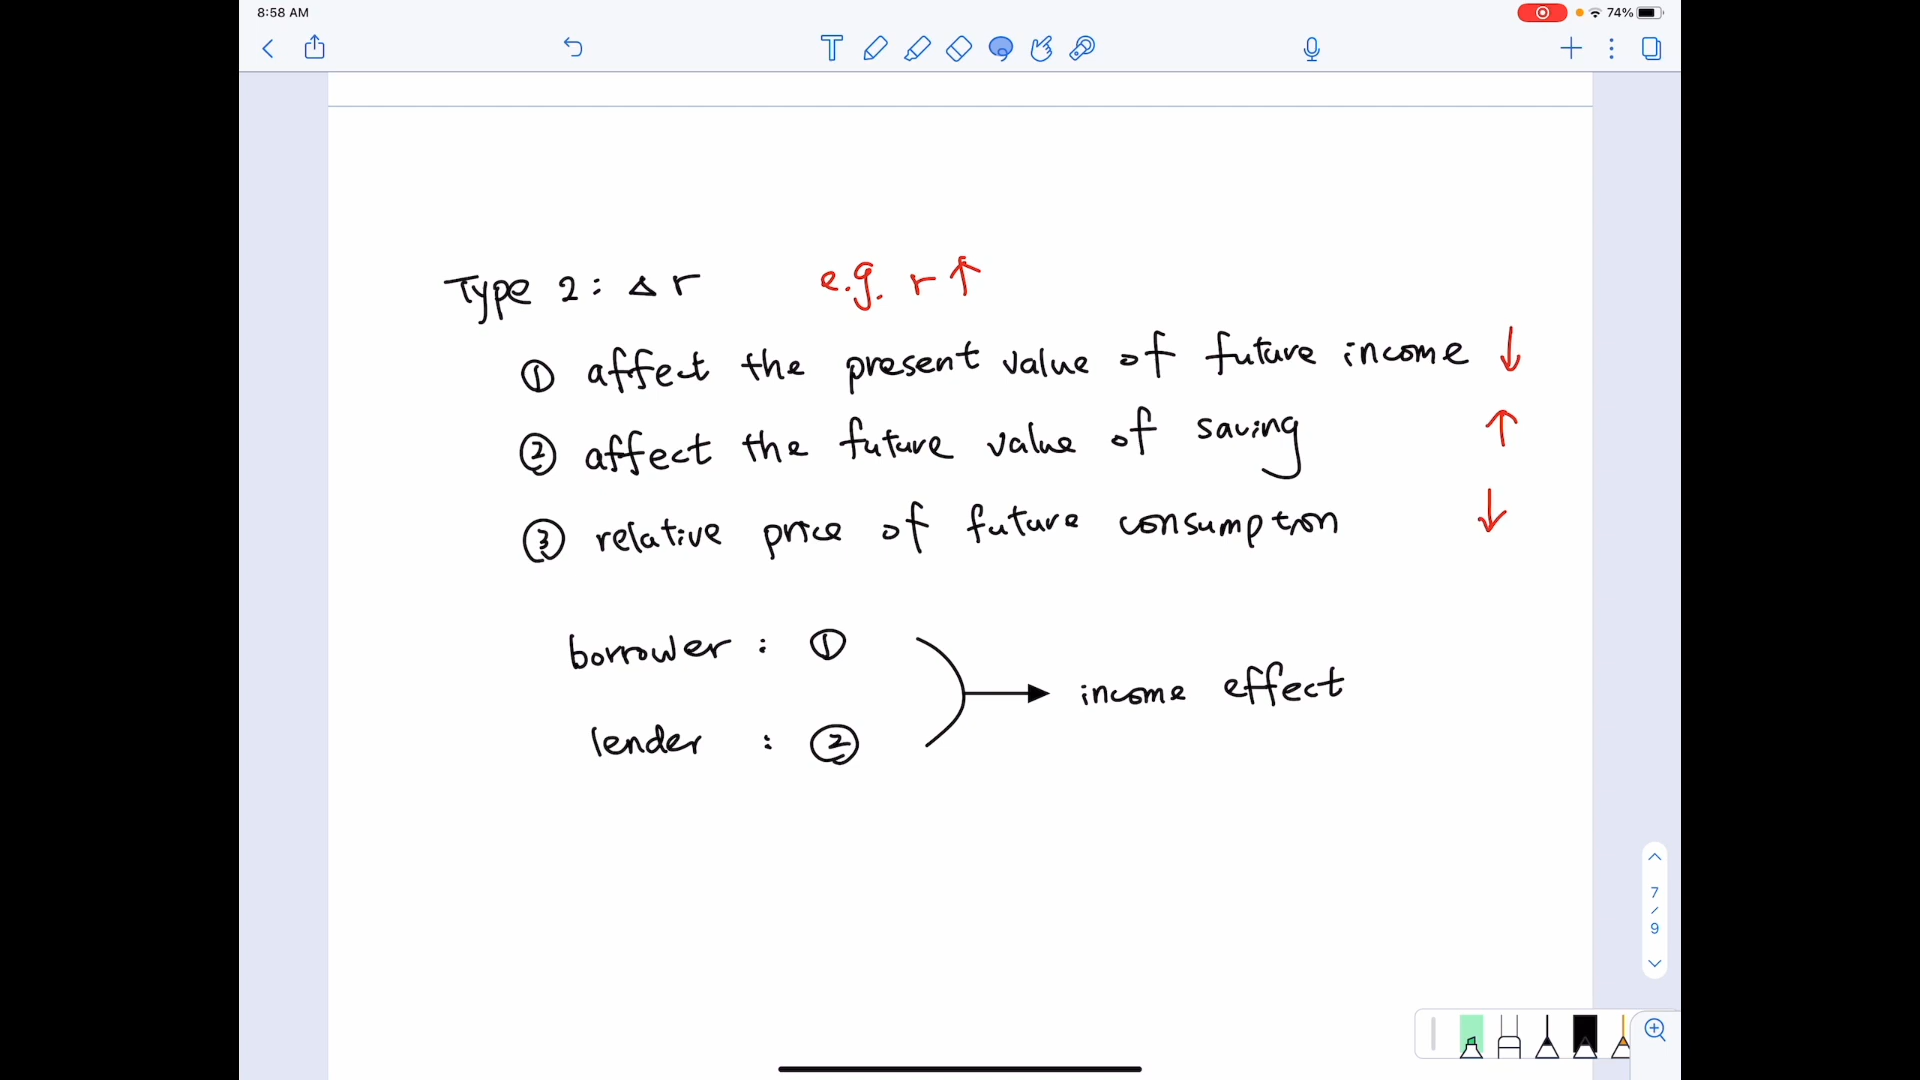 8:58 AM
74%
Type 2: Δ r e.g. r ↑
① affect the present value of future income ↓
② affect the future value of saving ↑
③ relative price of future consumption ↓
borrower : ①
income effect
lender : ②
7
/
9